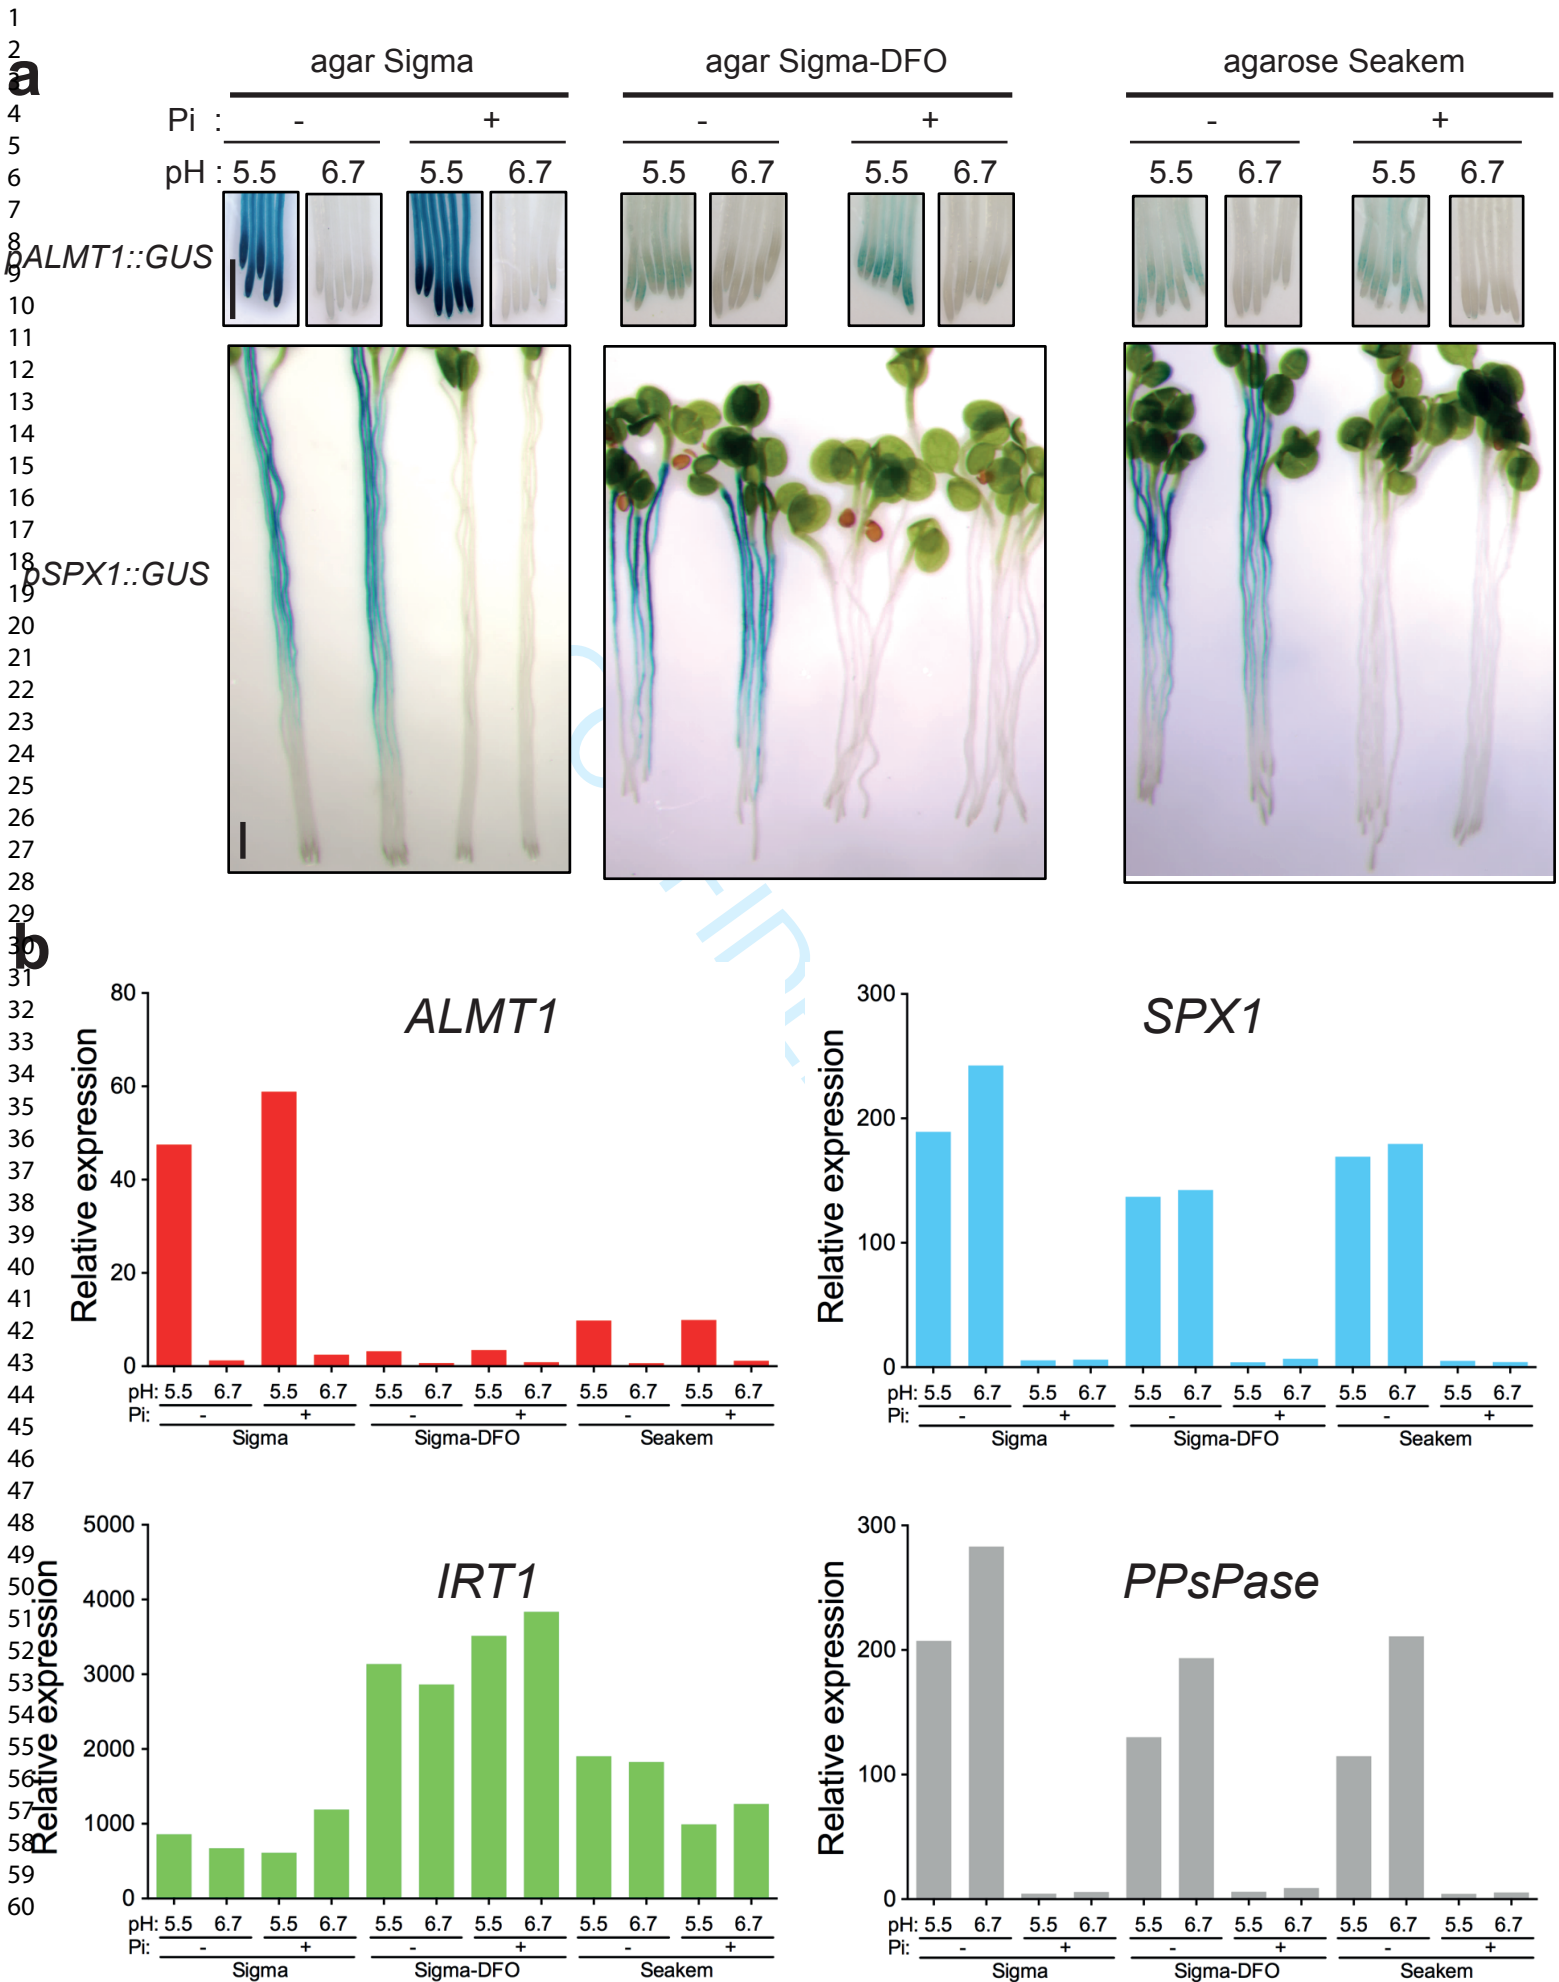 1
2
3
4
5
6
7
8
9
10
11
12
13
14
15
16
17
18
19
20
21
22
23
24
25
26
27
28
29
30
31
32
33
34
35
36
37
38
39
40
41
42
43
44
45
46
47
48
49
50
51
52
53
54
55
56
57
58
59
60
a
agar Sigma agar Sigma-DFO agarose Seakem
Pi : - + - + - +
pH : 5.5 6.7 5.5 6.7 5.5 6.7 5.5 6.7 5.5 6.7 5.5 6.7
pALMT1::GUS
pSPX1::GUS
b
ALMT1
Relative expression
80
60
40
20
0
pH: 5.5 6.7 5.5 6.7 5.5 6.7 5.5 6.7 5.5 6.7 5.5 6.7
Pi: - + - + - +
Sigma Sigma-DFO Seakem
SPX1
Relative expression
300
200
100
0
pH: 5.5 6.7 5.5 6.7 5.5 6.7 5.5 6.7 5.5 6.7 5.5 6.7
Pi: - + - + - +
Sigma Sigma-DFO Seakem
IRT1
Relative expression
5000
4000
3000
2000
1000
0
pH: 5.5 6.7 5.5 6.7 5.5 6.7 5.5 6.7 5.5 6.7 5.5 6.7
Pi: - + - + - +
Sigma Sigma-DFO Seakem
PPsPase
Relative expression
300
200
100
0
pH: 5.5 6.7 5.5 6.7 5.5 6.7 5.5 6.7 5.5 6.7 5.5 6.7
Pi: - + - + - +
Sigma Sigma-DFO Seakem